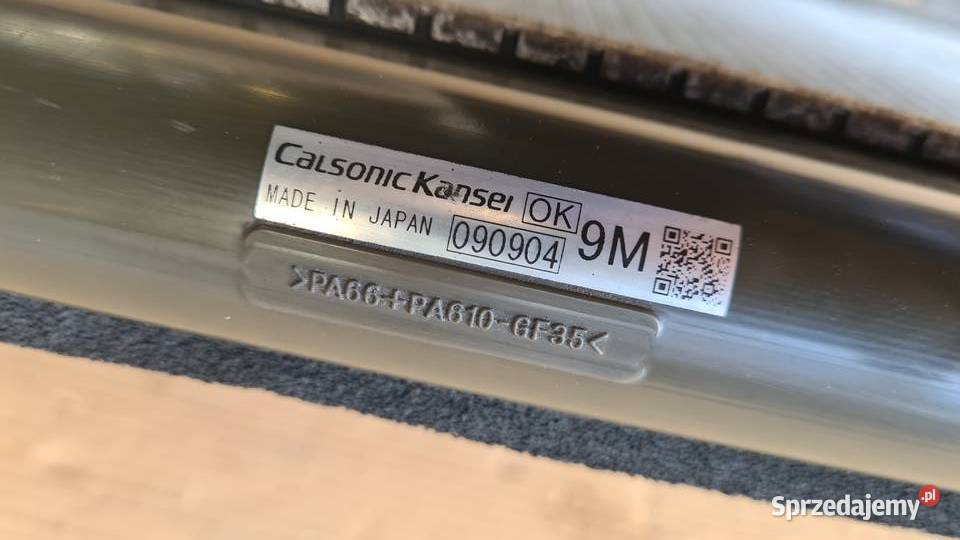 CalsonicKansei OK
MADE IN JAPAN 090904 9M
>PA66+PA610-GF35<
Sprzedajemy.pl